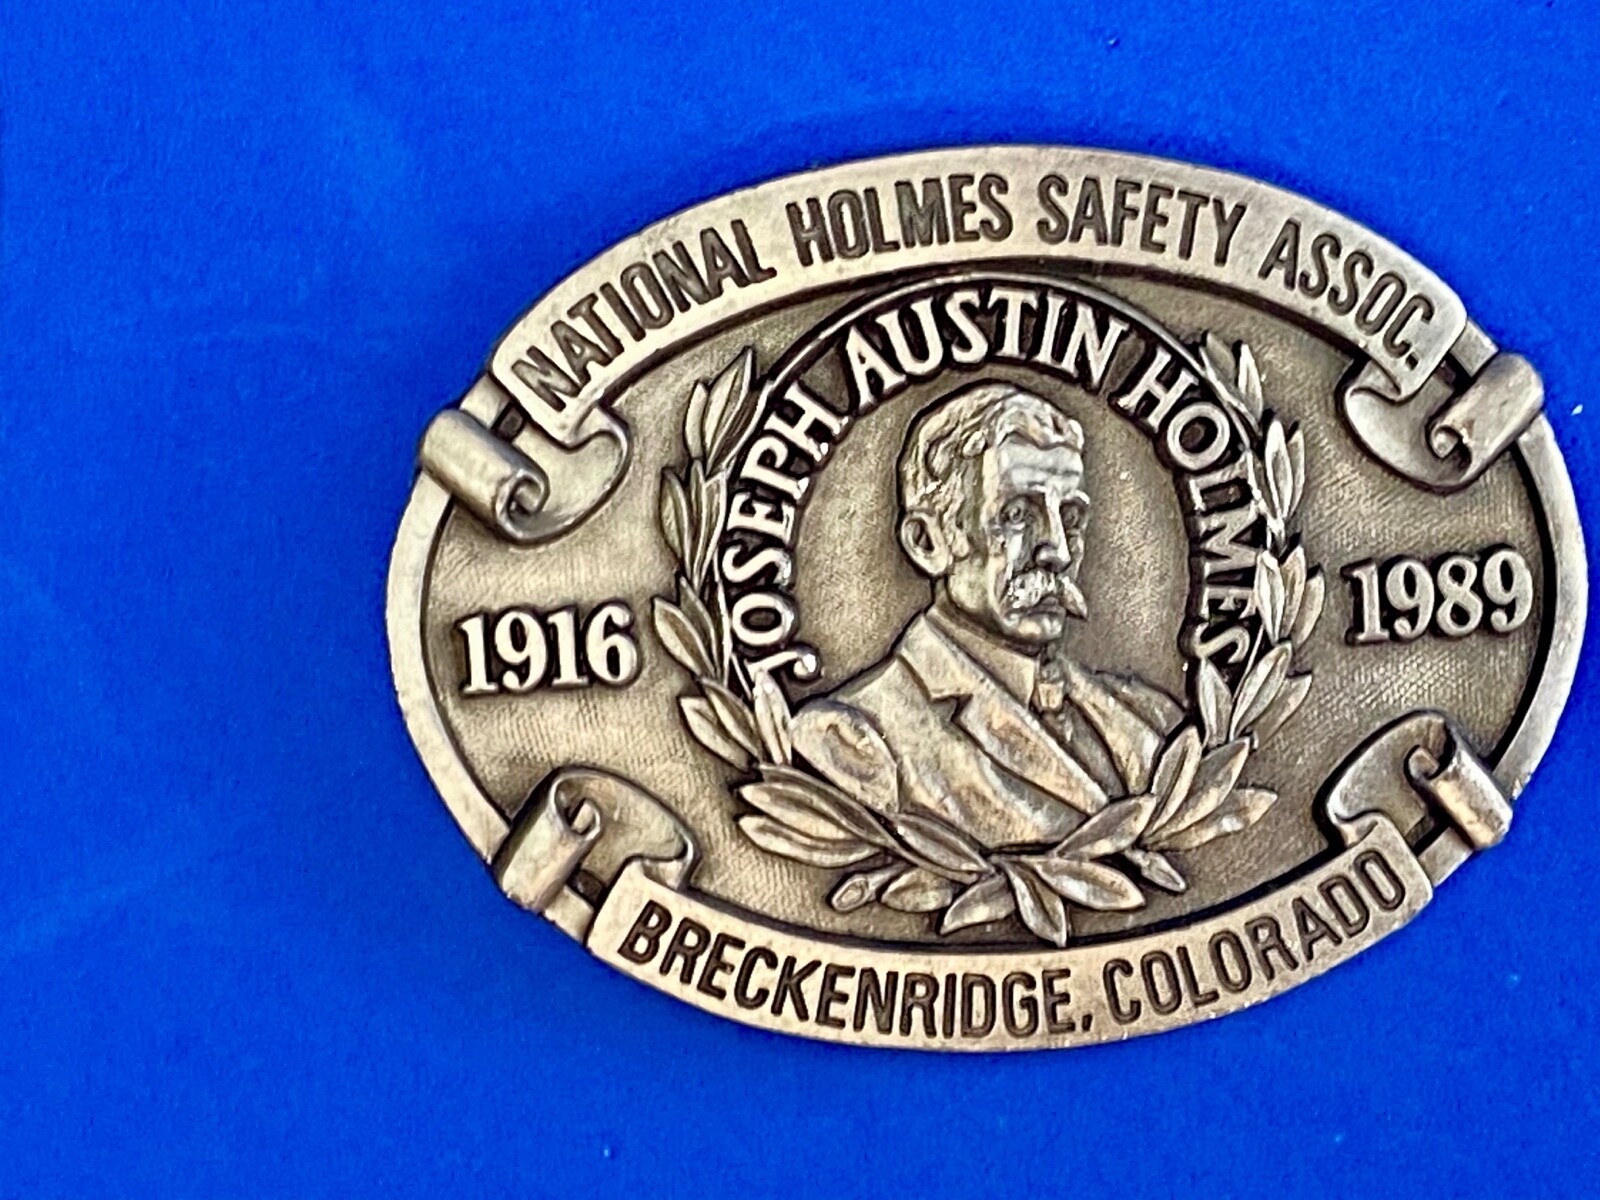 NATIONAL HOLMES SAFETY ASSOC.
JOSEPH AUSTIN HOLMES
1916
1989
BRECKENRIDGE, COLORADO